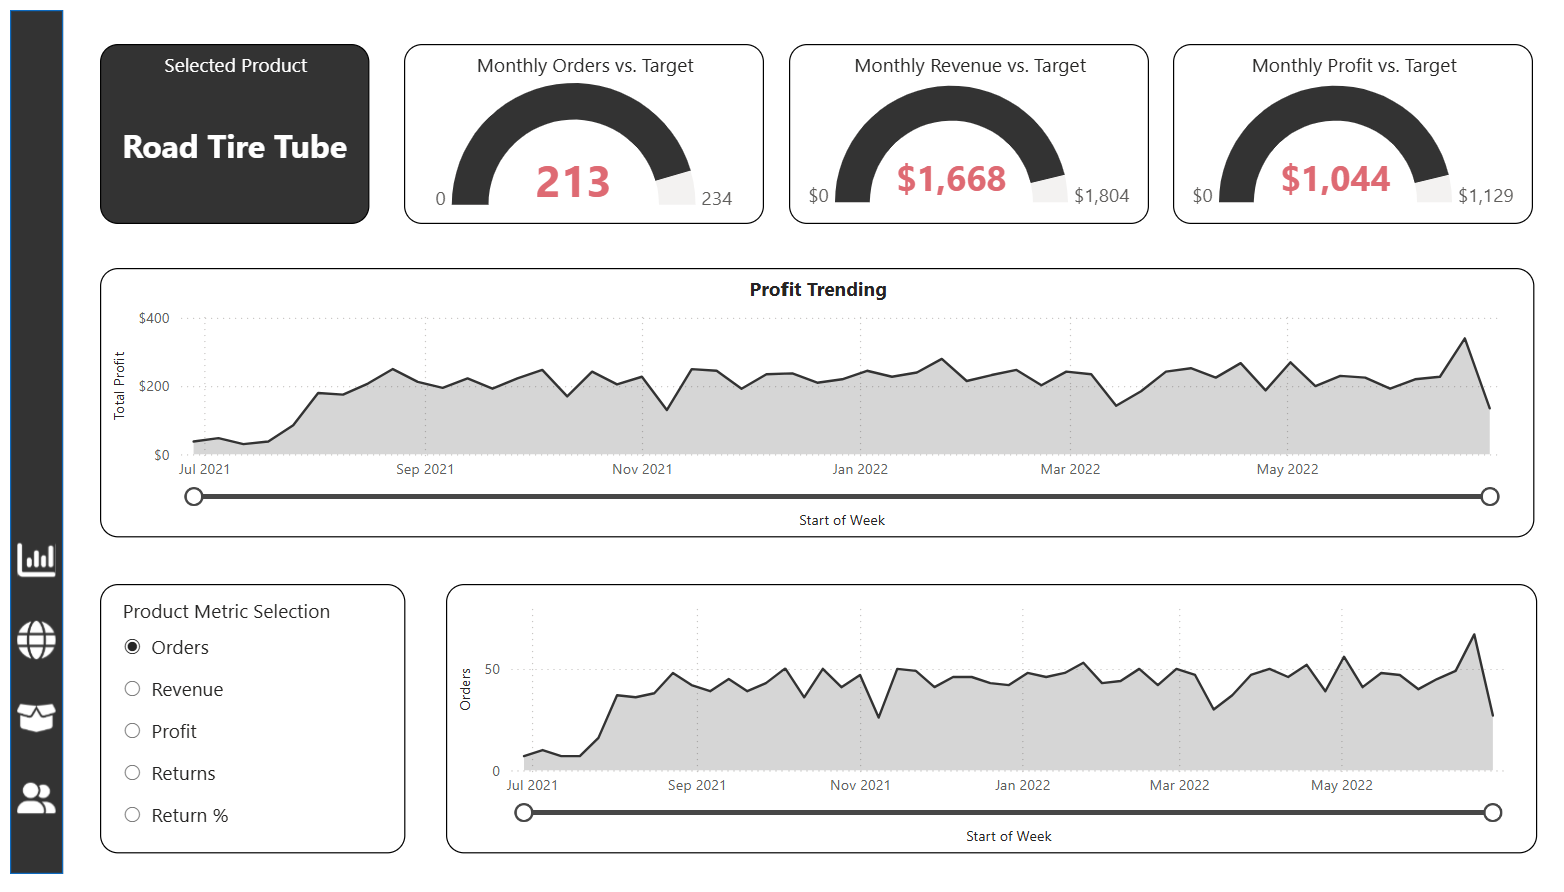 Selected Product
Road Tire Tube
Monthly Orders vs. Target
213
0
234
Monthly Revenue vs. Target
$1,668
$0
$1,804
Monthly Profit vs. Target
$1,044
$0
$1,129
Profit Trending
Total Profit
$400
$200
$0
Jul 2021 Sep 2021 Nov 2021 Jan 2022 Mar 2022 May 2022
Start of Week
Product Metric Selection
Orders
Revenue
Profit
Returns
Return %
Orders
50
0
Jul 2021 Sep 2021 Nov 2021 Jan 2022 Mar 2022 May 2022
Start of Week